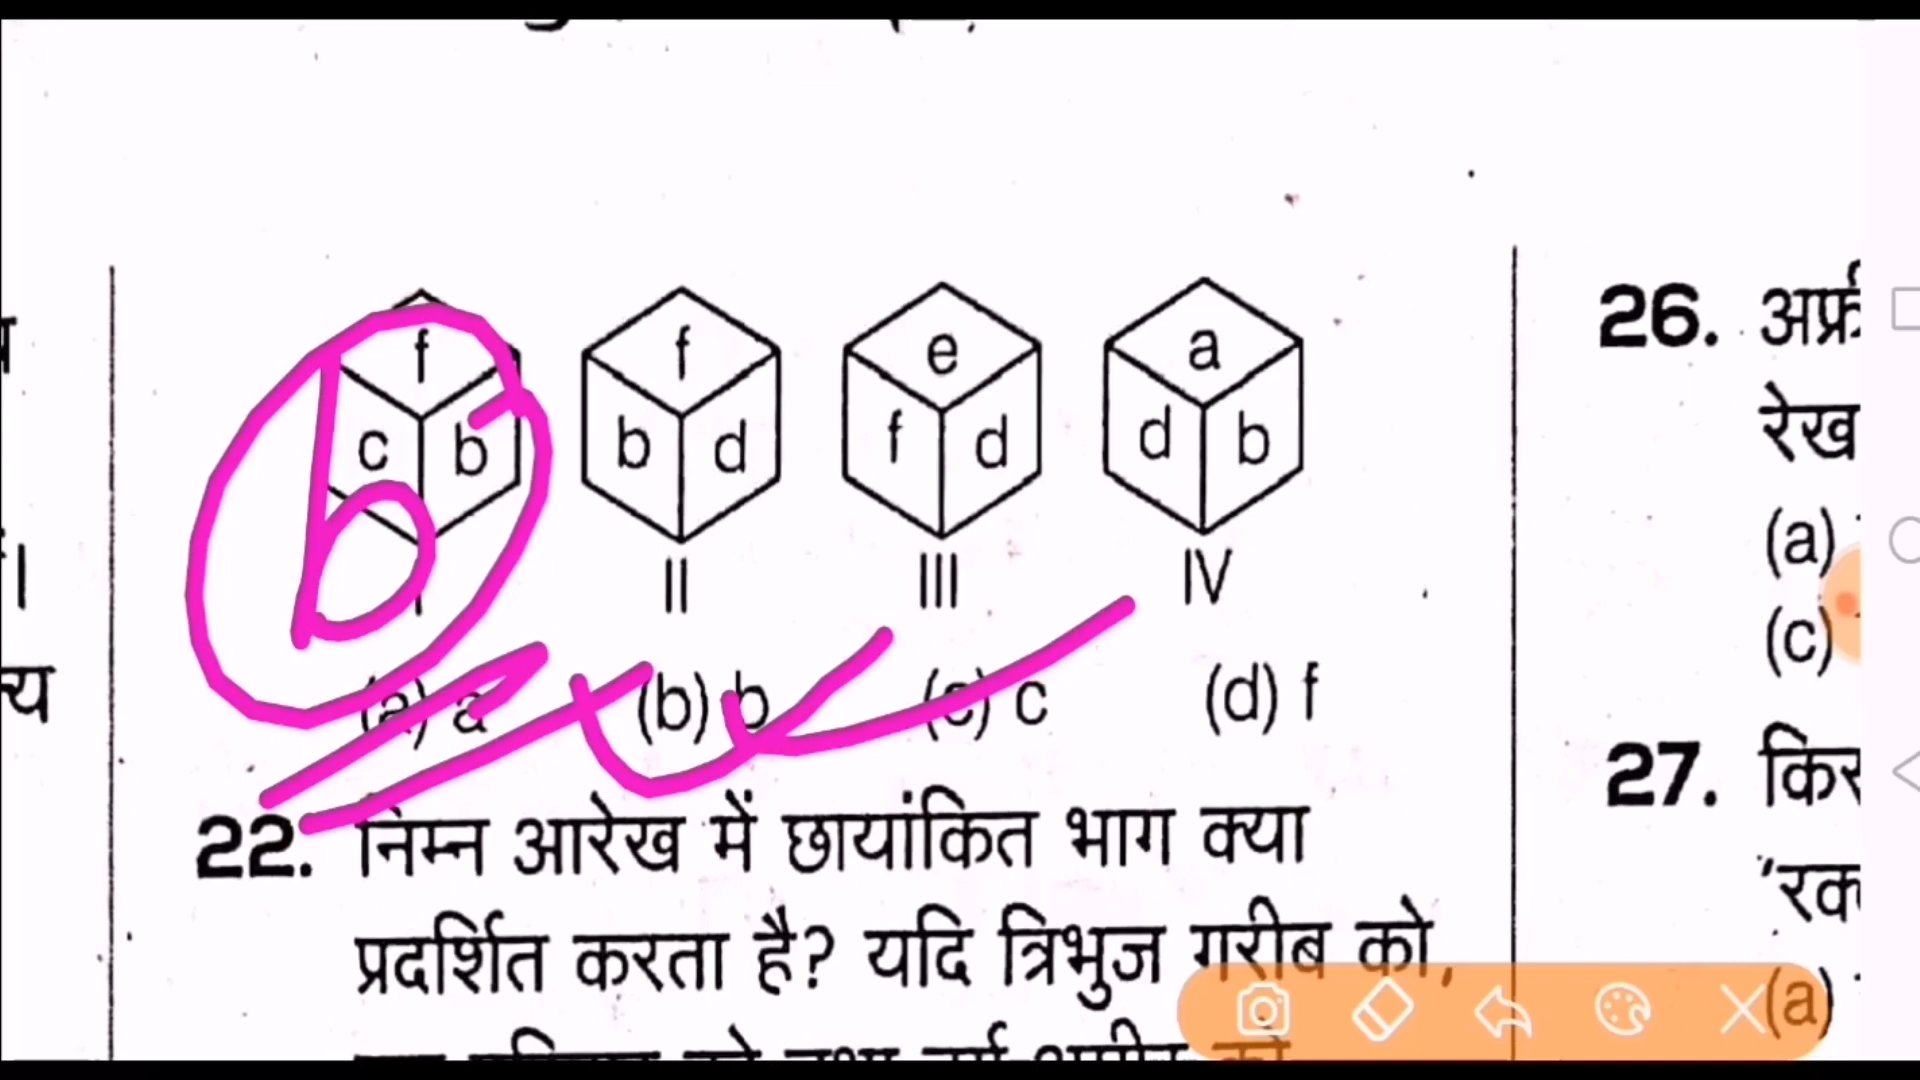 f f e a
c b b d f d d b
b
I II III IV
(a) a (b) b (c) c (d) f
22. निम्न आरेख में छायांकित भाग क्या
प्रदर्शित करता है? यदि त्रिभुज गरीब को,
26.
रेख
(a)
(c)
27.
(a)